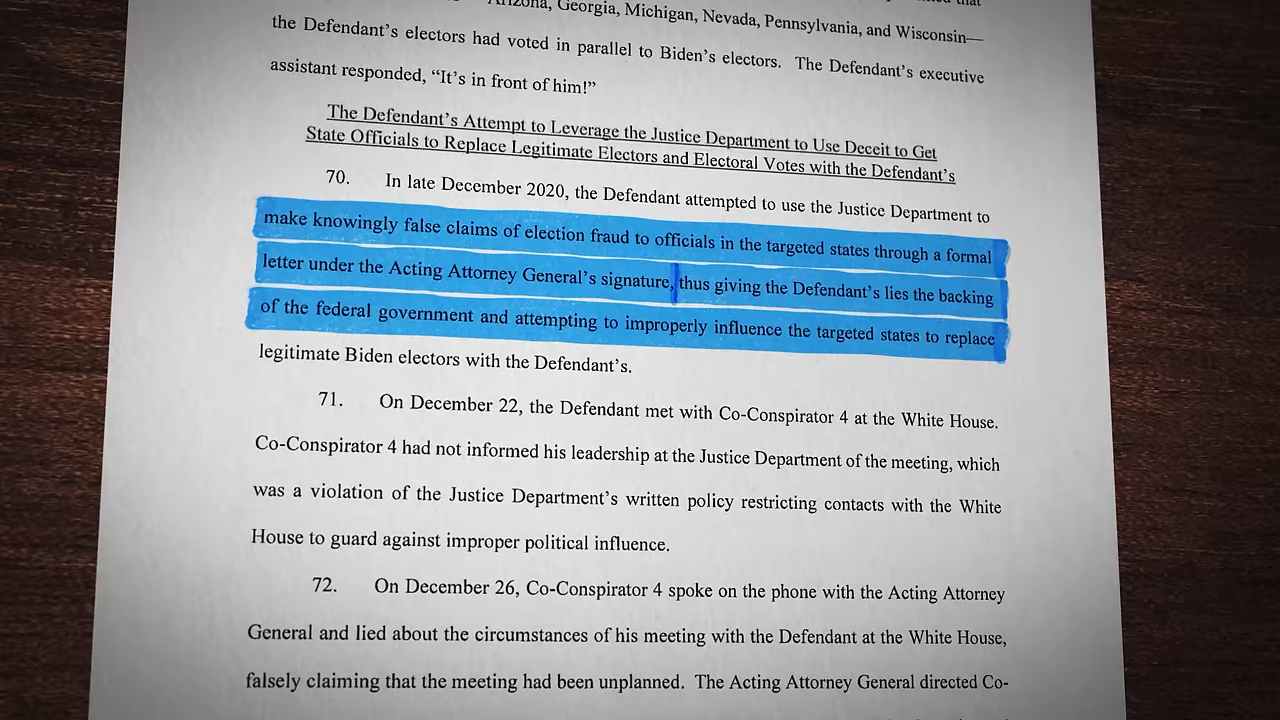 that
Arizona, Georgia, Michigan, Nevada, Pennsylvania, and Wisconsin—
the Defendant’s electors had voted in parallel to Biden’s electors. The Defendant’s executive
assistant responded, “It’s in front of him!”
The Defendant’s Attempt to Leverage the Justice Department to Use Deceit to Get
State Officials to Replace Legitimate Electors and Electoral Votes with the Defendant’s
70. In late December 2020, the Defendant attempted to use the Justice Department to
make knowingly false claims of election fraud to officials in the targeted states through a formal
letter under the Acting Attorney General’s signature, thus giving the Defendant’s lies the backing
of the federal government and attempting to improperly influence the targeted states to replace
legitimate Biden electors with the Defendant’s.
71. On December 22, the Defendant met with Co-Conspirator 4 at the White House.
Co-Conspirator 4 had not informed his leadership at the Justice Department of the meeting, which
was a violation of the Justice Department’s written policy restricting contacts with the White
House to guard against improper political influence.
72. On December 26, Co-Conspirator 4 spoke on the phone with the Acting Attorney
General and lied about the circumstances of his meeting with the Defendant at the White House,
falsely claiming that the meeting had been unplanned. The Acting Attorney General directed Co-